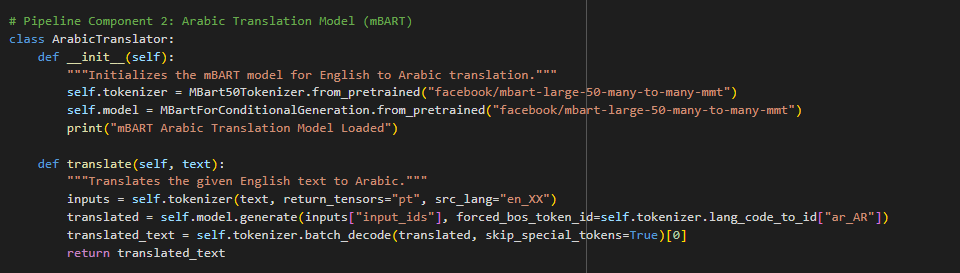 # Pipeline Component 2: Arabic Translation Model (mBART)
class ArabicTranslator:
    def __init__(self):
        """Initializes the mBART model for English to Arabic translation."""
        self.tokenizer = MBart50Tokenizer.from_pretrained("facebook/mbart-large-50-many-to-many-mmt")
        self.model = MBartForConditionalGeneration.from_pretrained("facebook/mbart-large-50-many-to-many-mmt")
        print("mBART Arabic Translation Model Loaded")

    def translate(self, text):
        """Translates the given English text to Arabic."""
        inputs = self.tokenizer(text, return_tensors="pt", src_lang="en_XX")
        translated = self.model.generate(inputs["input_ids"], forced_bos_token_id=self.tokenizer.lang_code_to_id["ar_AR"])
        translated_text = self.tokenizer.batch_decode(translated, skip_special_tokens=True)[0]
        return translated_text